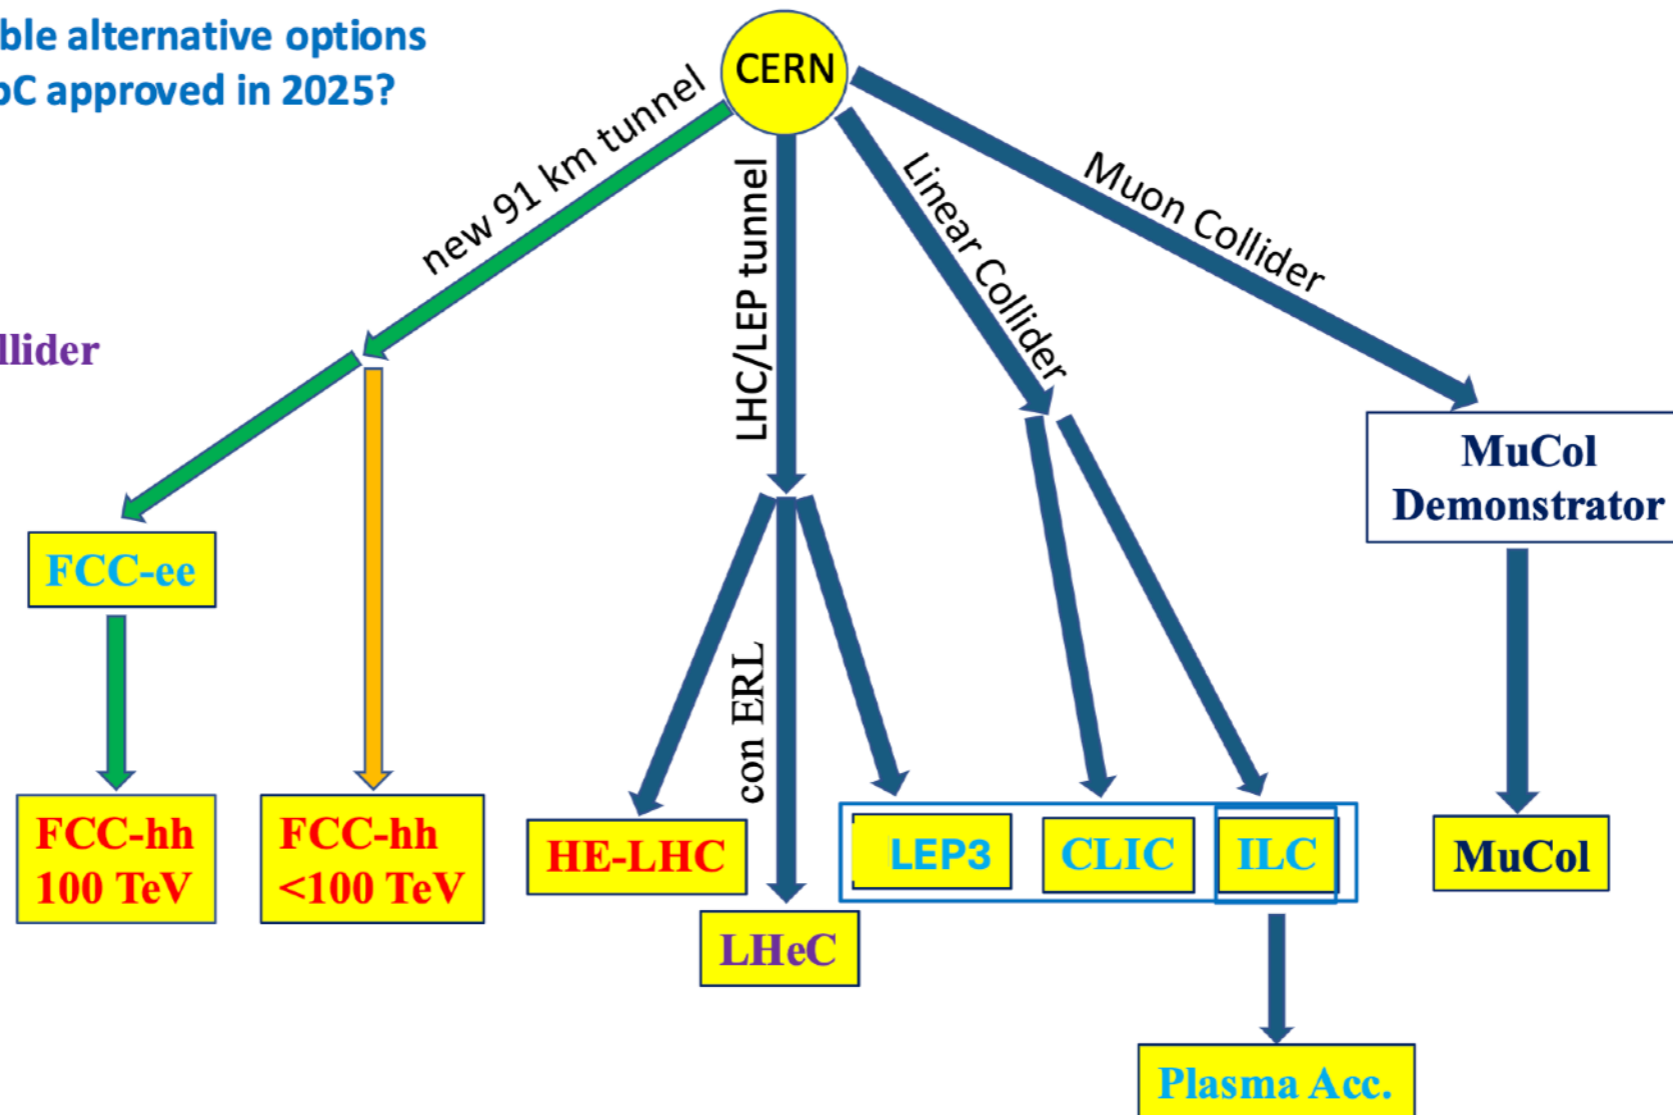 ble alternative options
pC approved in 2025?
CERN
new 91 km tunnel
LHC/LEP tunnel
Linear Collider
Muon Collider
llider
MuCol
Demonstrator
FCC-ee
con ERL
FCC-hh
100 TeV
FCC-hh
<100 TeV
HE-LHC
LEP3
CLIC
ILC
MuCol
LHeC
Plasma Acc.